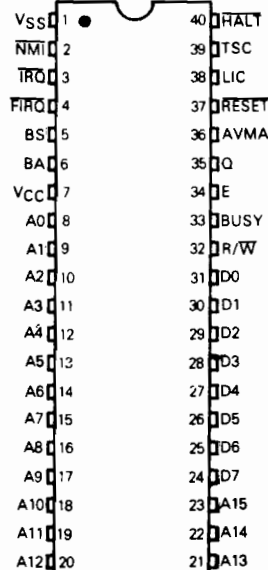 VSS 1 40 HALT
NMI 2 39 TSC
IRQ 3 38 LIC
FIRQ 4 37 RESET
BS 5 36 AVMA
BA 6 35 Q
VCC 7 34 E
A0 8 33 BUSY
A1 9 32 R/W
A2 10 31 D0
A3 11 30 D1
A4 12 29 D2
A5 13 28 D3
A6 14 27 D4
A7 15 26 D5
A8 16 25 D6
A9 17 24 D7
A10 18 23 A15
A11 19 22 A14
A12 20 21 A13